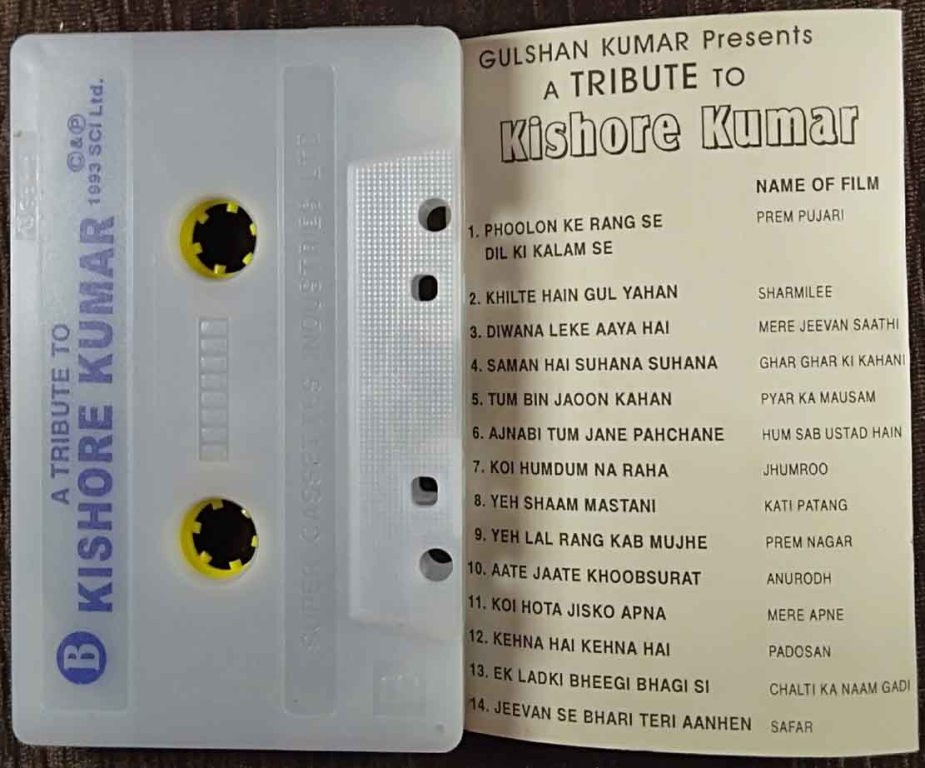 A TRIBUTE TO
B KISHORE KUMAR
©&℗
1993 SCI Ltd.
SUPER CASSETTES INDUSTRIES LTD
GULSHAN KUMAR Presents
A TRIBUTE TO
Kishore Kumar
NAME OF FILM
1. PHOOLON KE RANG SE PREM PUJARI
DIL KI KALAM SE
2. KHILTE HAIN GUL YAHAN SHARMILEE
3. DIWANA LEKE AAYA HAI MERE JEEVAN SAATHI
4. SAMAN HAI SUHANA SUHANA GHAR GHAR KI KAHANI
5. TUM BIN JAOON KAHAN PYAR KA MAUSAM
6. AJNABI TUM JANE PAHCHANE HUM SAB USTAD HAIN
7. KOI HUMDUM NA RAHA JHUMROO
8. YEH SHAAM MASTANI KATI PATANG
9. YEH LAL RANG KAB MUJHE PREM NAGAR
10. AATE JAATE KHOOBSURAT ANURODH
11. KOI HOTA JISKO APNA MERE APNE
12. KEHNA HAI KEHNA HAI PADOSAN
13. EK LADKI BHEEGI BHAGI SI CHALTI KA NAAM GADI
14. JEEVAN SE BHARI TERI AANHEN SAFAR